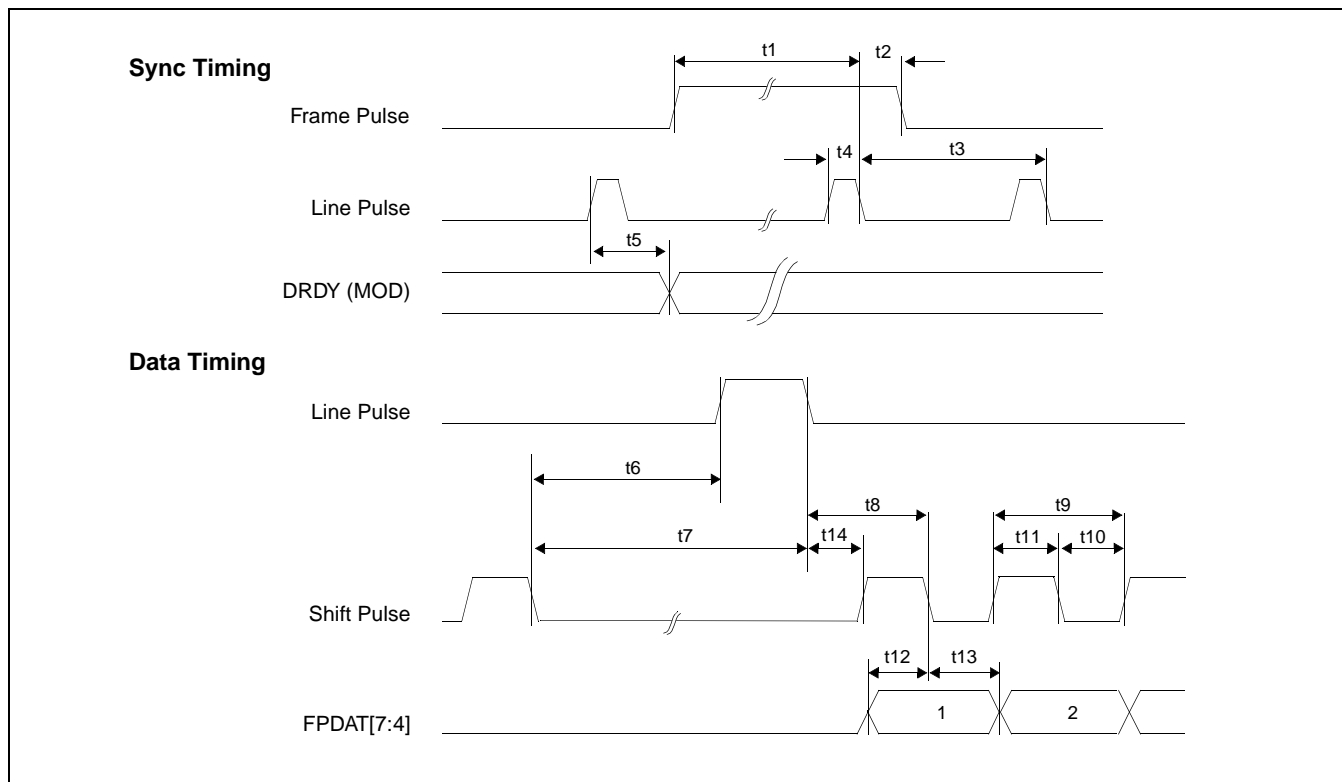 Sync Timing
t1
t2
Frame Pulse
t4
t3
Line Pulse
t5
DRDY (MOD)
Data Timing
Line Pulse
t6
t8
t9
t7
t14
t11
t10
Shift Pulse
t12
t13
FPDAT[7:4]
1
2